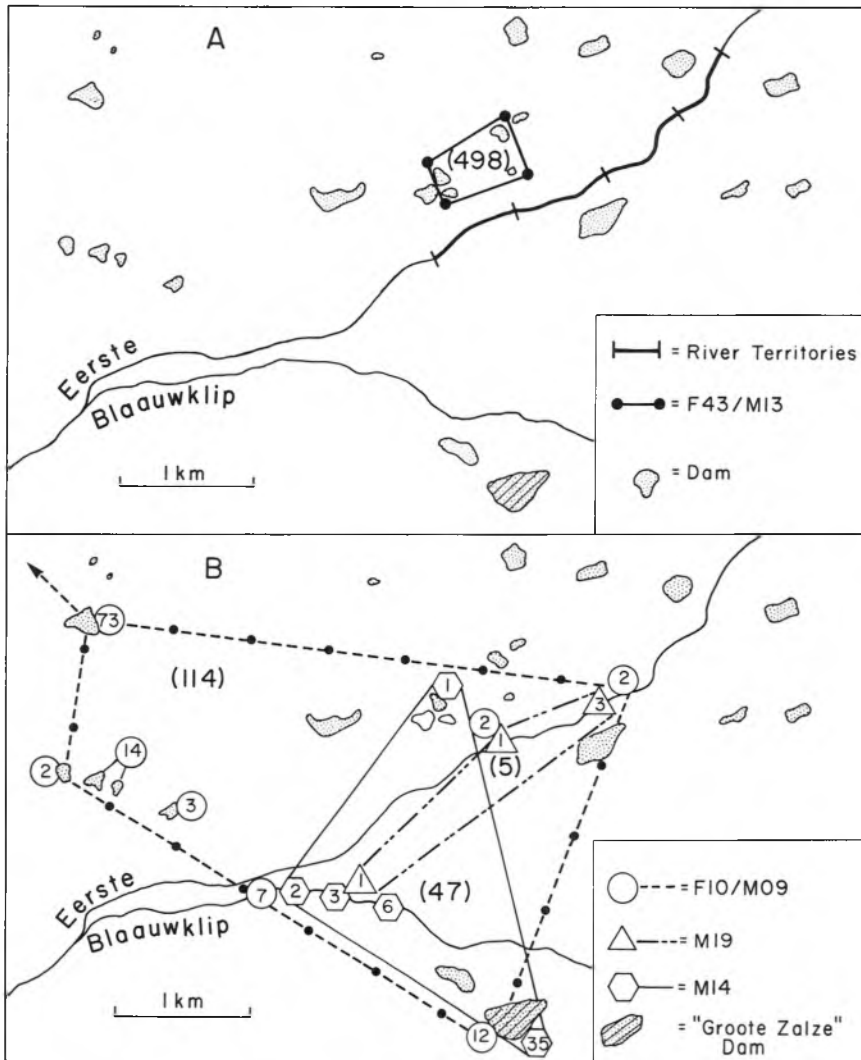 A
(498)
Eerste
Blaauwklip
1 km
= River Territories
= F43/M13
= Dam
B
73
(114)
1
2
3
2
1
(5)
2
14
3
1
(47)
7
2
3
6
Eerste
Blaauwklip
1 km
12
35
= F10/M09
= M19
= M14
= "Groote Zalze"
Dam